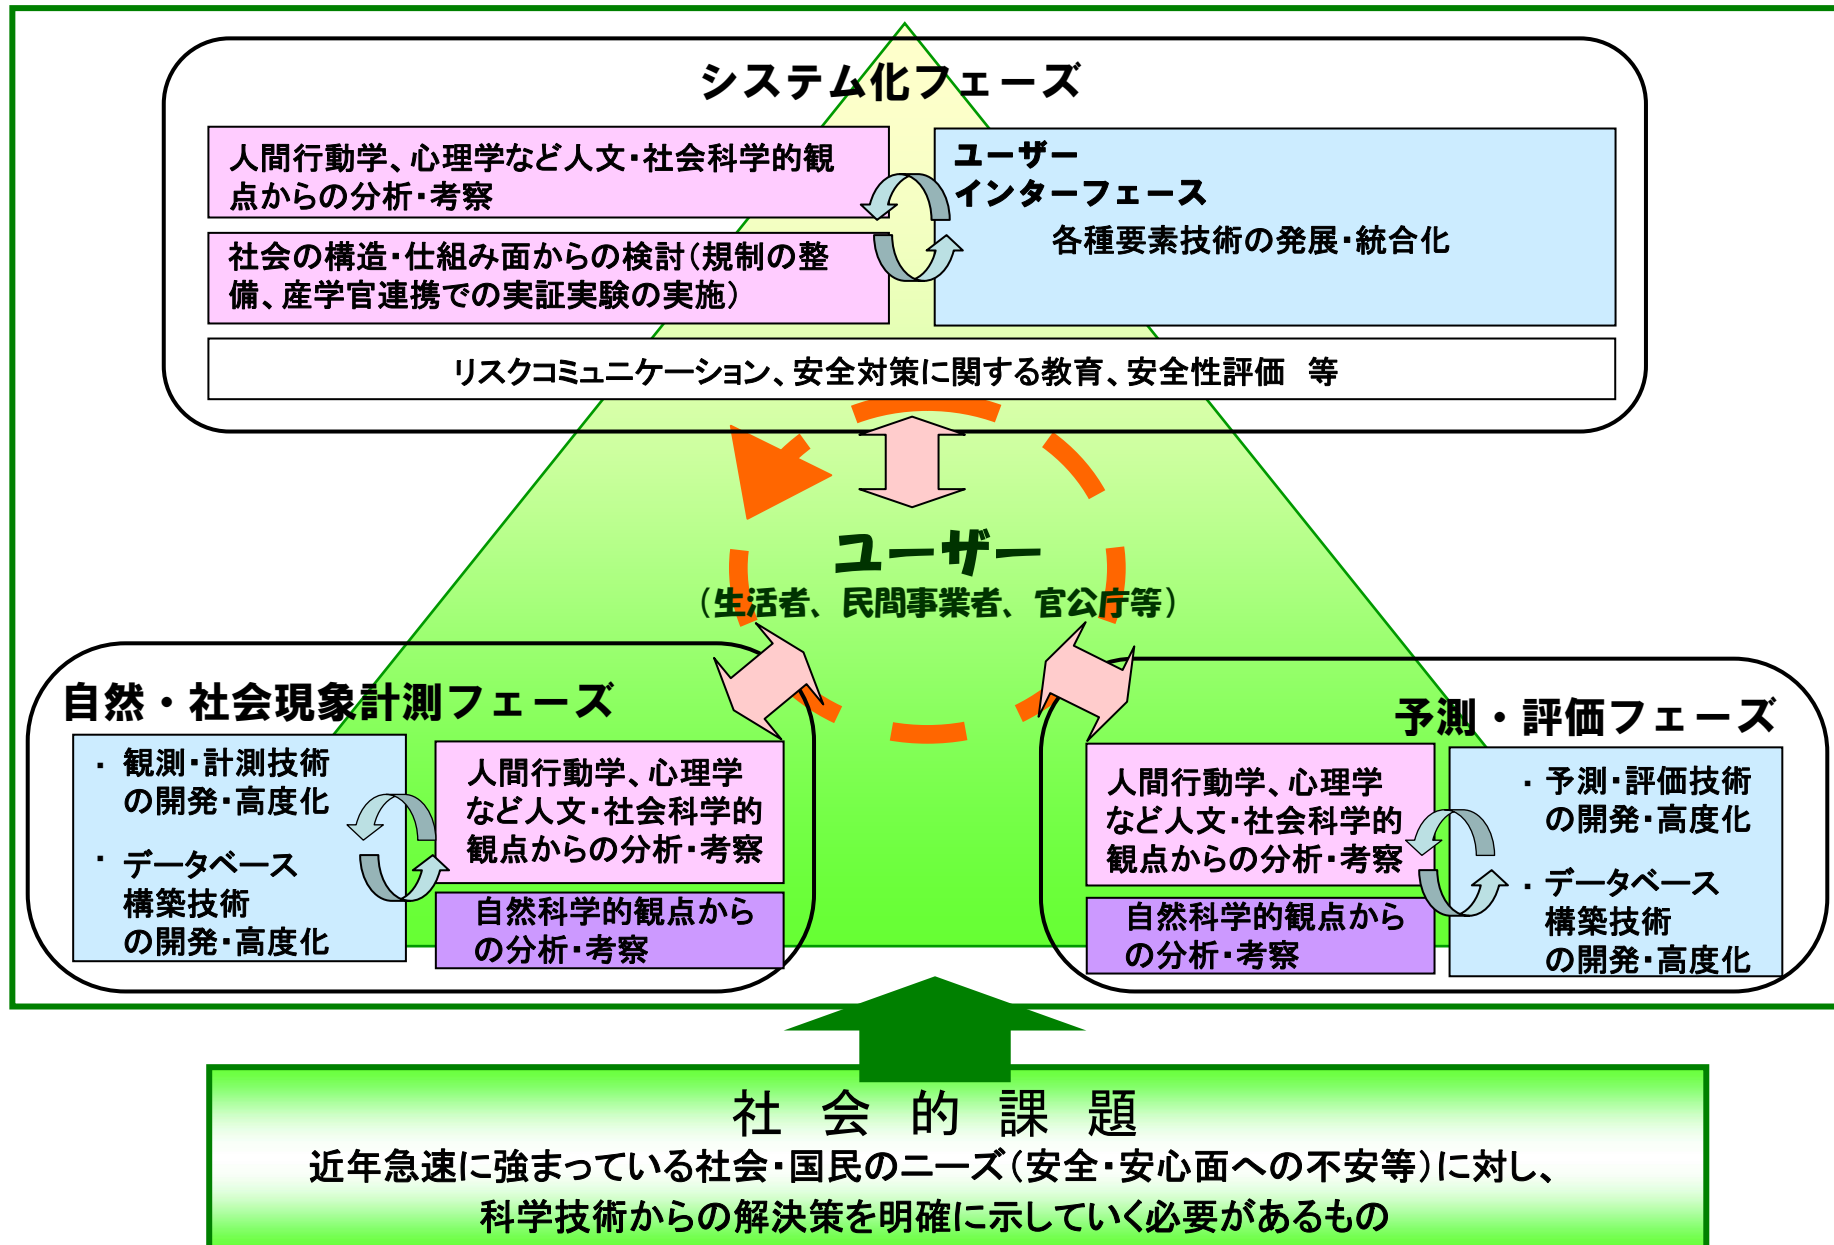 システム化フェーズ
人間行動学、心理学など人文・社会科学的観
点からの分析・考察
社会の構造・仕組み面からの検討（規制の整
備、産学官連携での実証実験の実施）
ユーザー
インターフェース
各種要素技術の発展・統合化
リスクコミュニケーション、安全対策に関する教育、安全性評価　等
ユーザー
（生活者、民間事業者、官公庁等）
自然・社会現象計測フェーズ
・ 観測・計測技術
の開発・高度化
・ データベース
構築技術
の開発・高度化
人間行動学、心理学
など人文・社会科学的
観点からの分析・考察
自然科学的観点から
の分析・考察
予測・評価フェーズ
人間行動学、心理学
など人文・社会科学的
観点からの分析・考察
自然科学的観点から
の分析・考察
・ 予測・評価技術
の開発・高度化
・ データベース
構築技術
の開発・高度化
社　会　的　課　題
近年急速に強まっている社会・国民のニーズ（安全・安心面への不安等）に対し、
科学技術からの解決策を明確に示していく必要があるもの